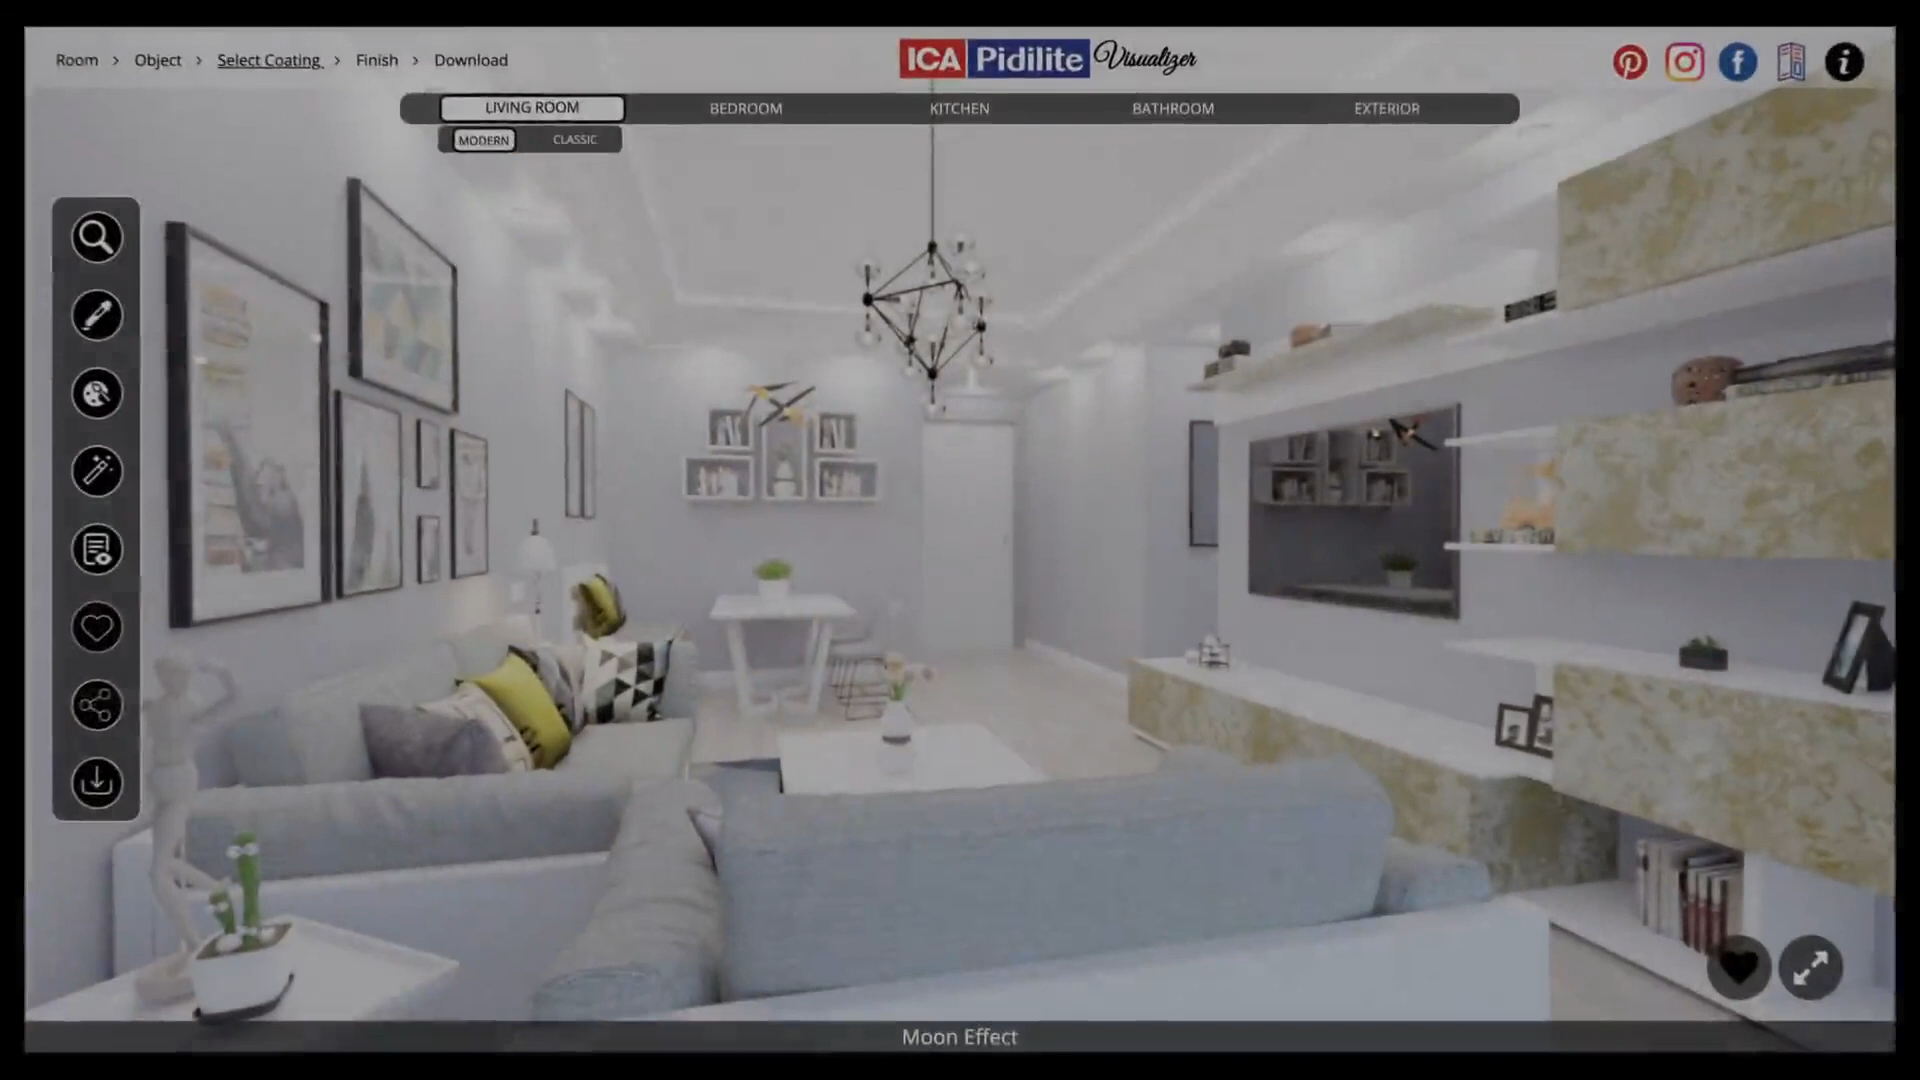 Room > Object > Select Coating > Finish > Download
ICA Pidilite Visualizer
LIVING ROOM BEDROOM KITCHEN BATHROOM EXTERIOR
MODERN CLASSIC
Moon Effect